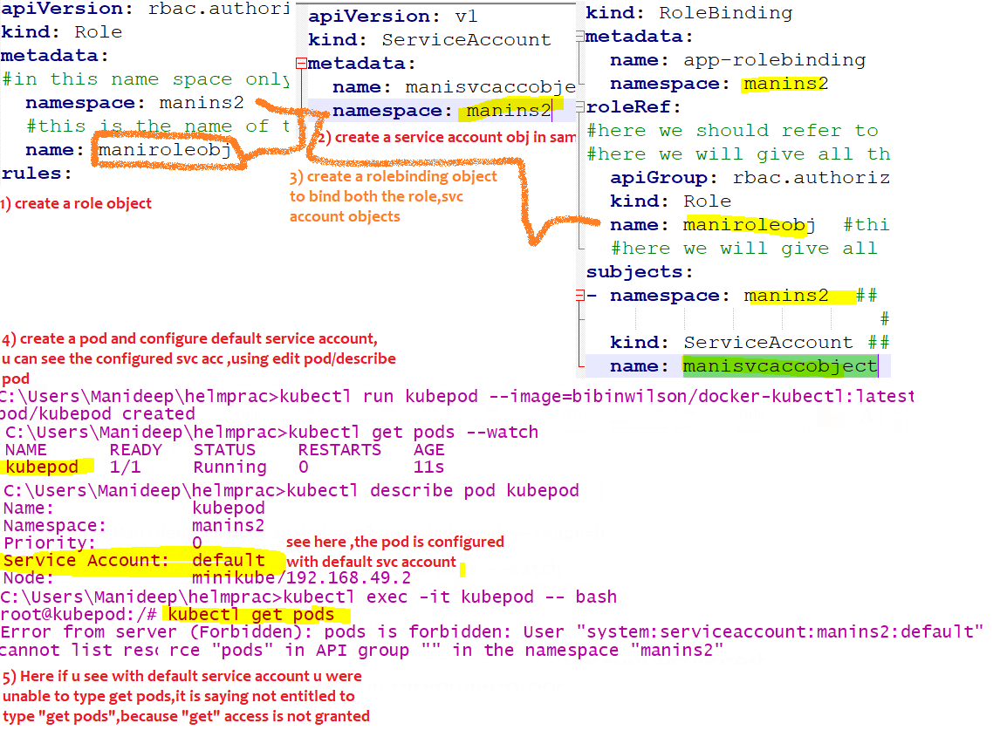 apiVersion: rbac.authori
kind: Role
metadata:
#in this name space only
namespace: manins2
#this is the name of t
name: maniroleobj
rules:
1) create a role object
apiVersion: v1
kind: ServiceAccount
metadata:
name: manisvcaccobje
namespace: manins2
2) create a service account obj in sam
3) create a rolebinding object
to bind both the role,svc
account objects
kind: RoleBinding
metadata:
name: app-rolebinding
namespace: manins2
roleRef:
#here we should refer to
#here we will give all th
apiGroup: rbac.authoriz
kind: Role
name: maniroleobj #thi
#here we will give all
subjects:
- namespace: manins2 ##
#
kind: ServiceAccount ##
name: manisvcaccobject
4) create a pod and configure default service account,
u can see the configured svc acc ,using edit pod/describe
pod
C:\Users\Manideep\helmprac>kubectl run kubepod --image=bibinwilson/docker-kubectl:latest
pod/kubepod created
C:\Users\Manideep\helmprac>kubectl get pods --watch
NAME READY STATUS RESTARTS AGE
kubepod 1/1 Running 0 11s
C:\Users\Manideep\helmprac>kubectl describe pod kubepod
Name: kubepod
Namespace: manins2
Priority: 0
Service Account: default
Node: minikube/192.168.49.2
see here ,the pod is configured
with default svc account
C:\Users\Manideep\helmprac>kubectl exec -it kubepod -- bash
root@kubepod:/# kubectl get pods
Error from server (Forbidden): pods is forbidden: User "system:serviceaccount:manins2:default"
cannot list resc rce "pods" in API group "" in the namespace "manins2"
5) Here if u see with default service account u were
unable to type get pods,it is saying not entitled to
type "get pods",because "get" access is not granted